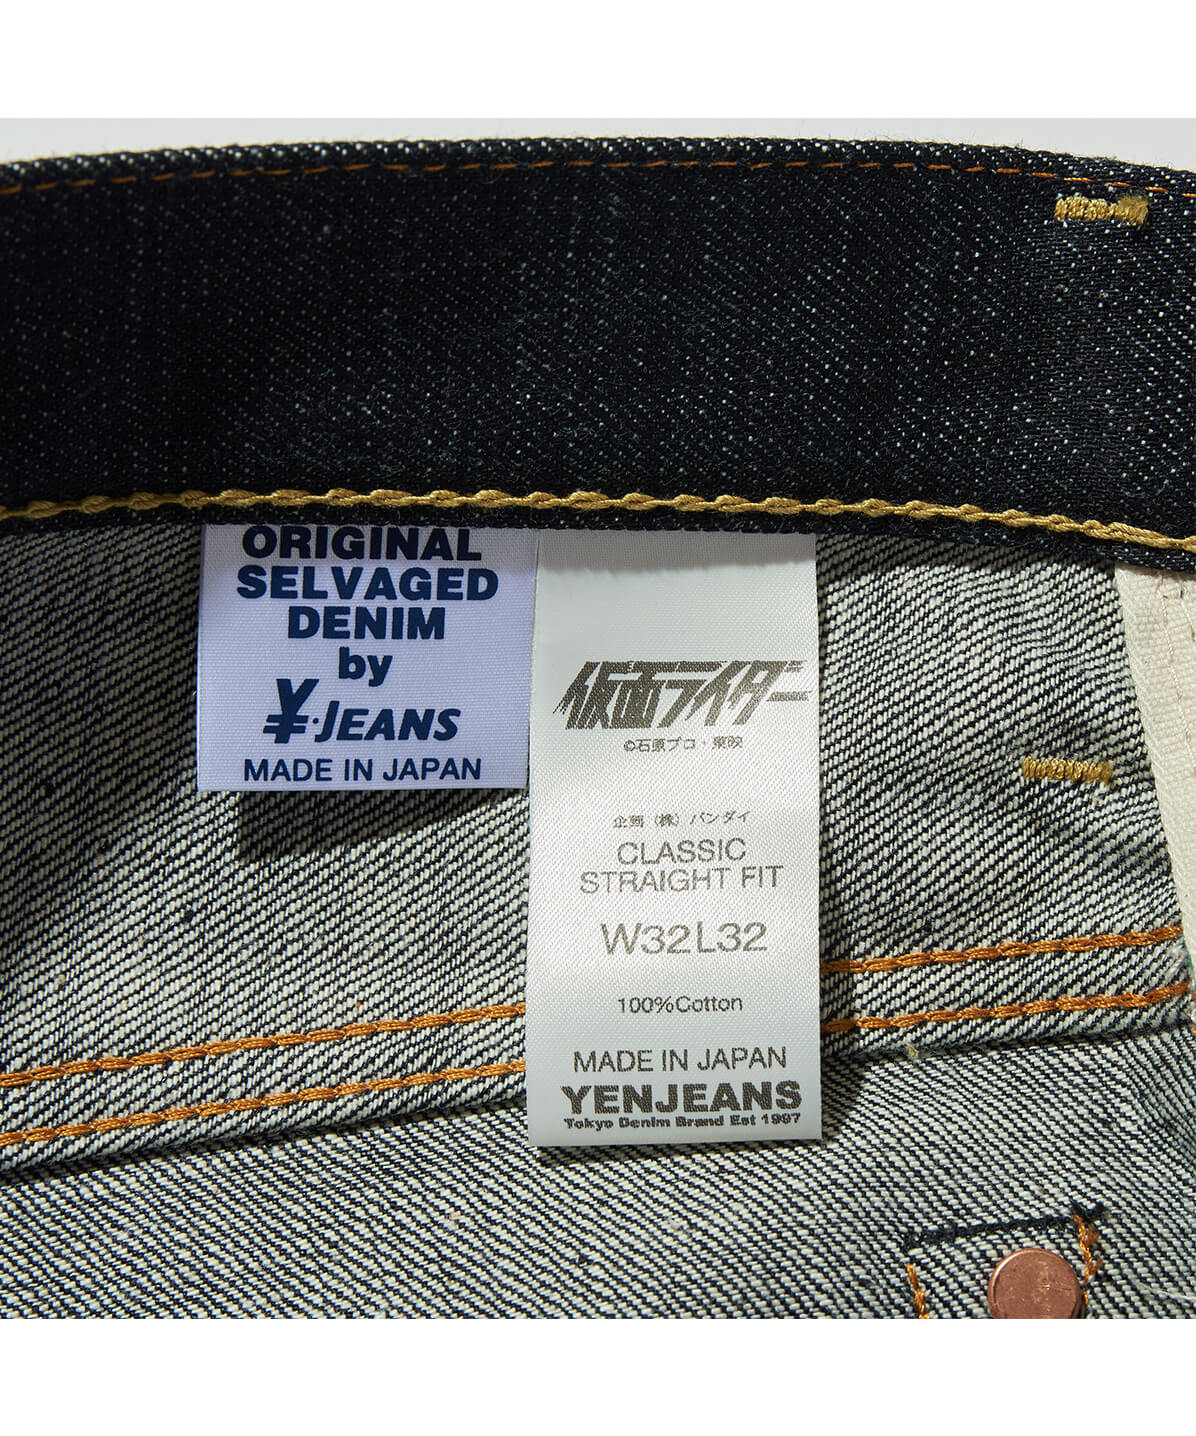 ORIGINAL
SELVAGED
DENIM
by
¥·JEANS
MADE IN JAPAN
仮面ライダー
©石原プロ・東映
企画（株）バンダイ
CLASSIC
STRAIGHT FIT
W32L32
100%Cotton
MADE IN JAPAN
YENJEANS
Tokyo Denim Brand Est 1997